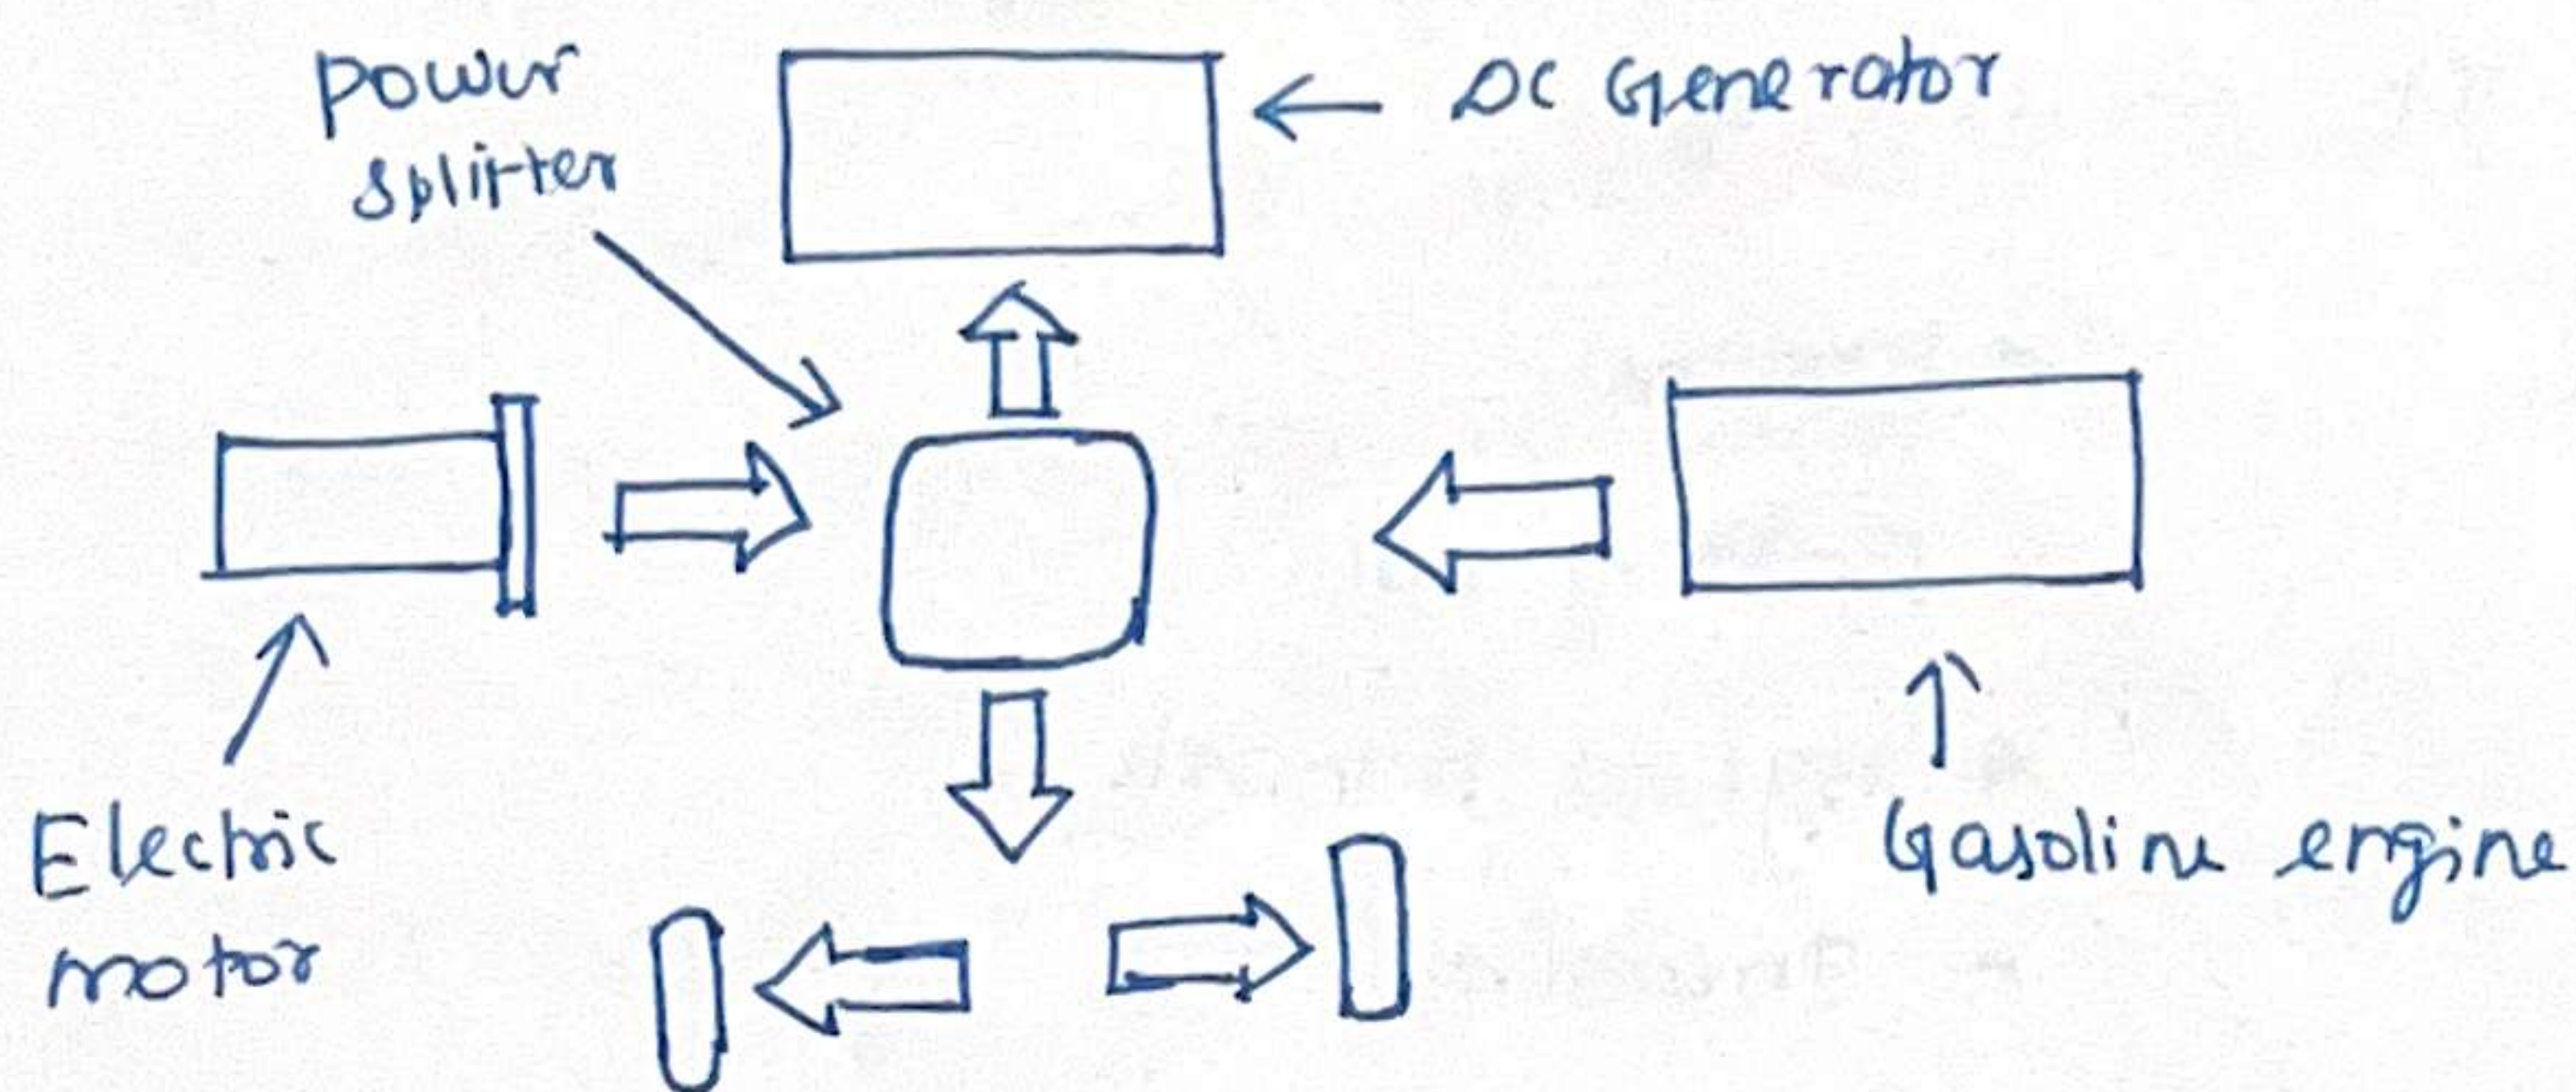 Power
splitter
DC Generator
Electric
motor
Gasoline engine